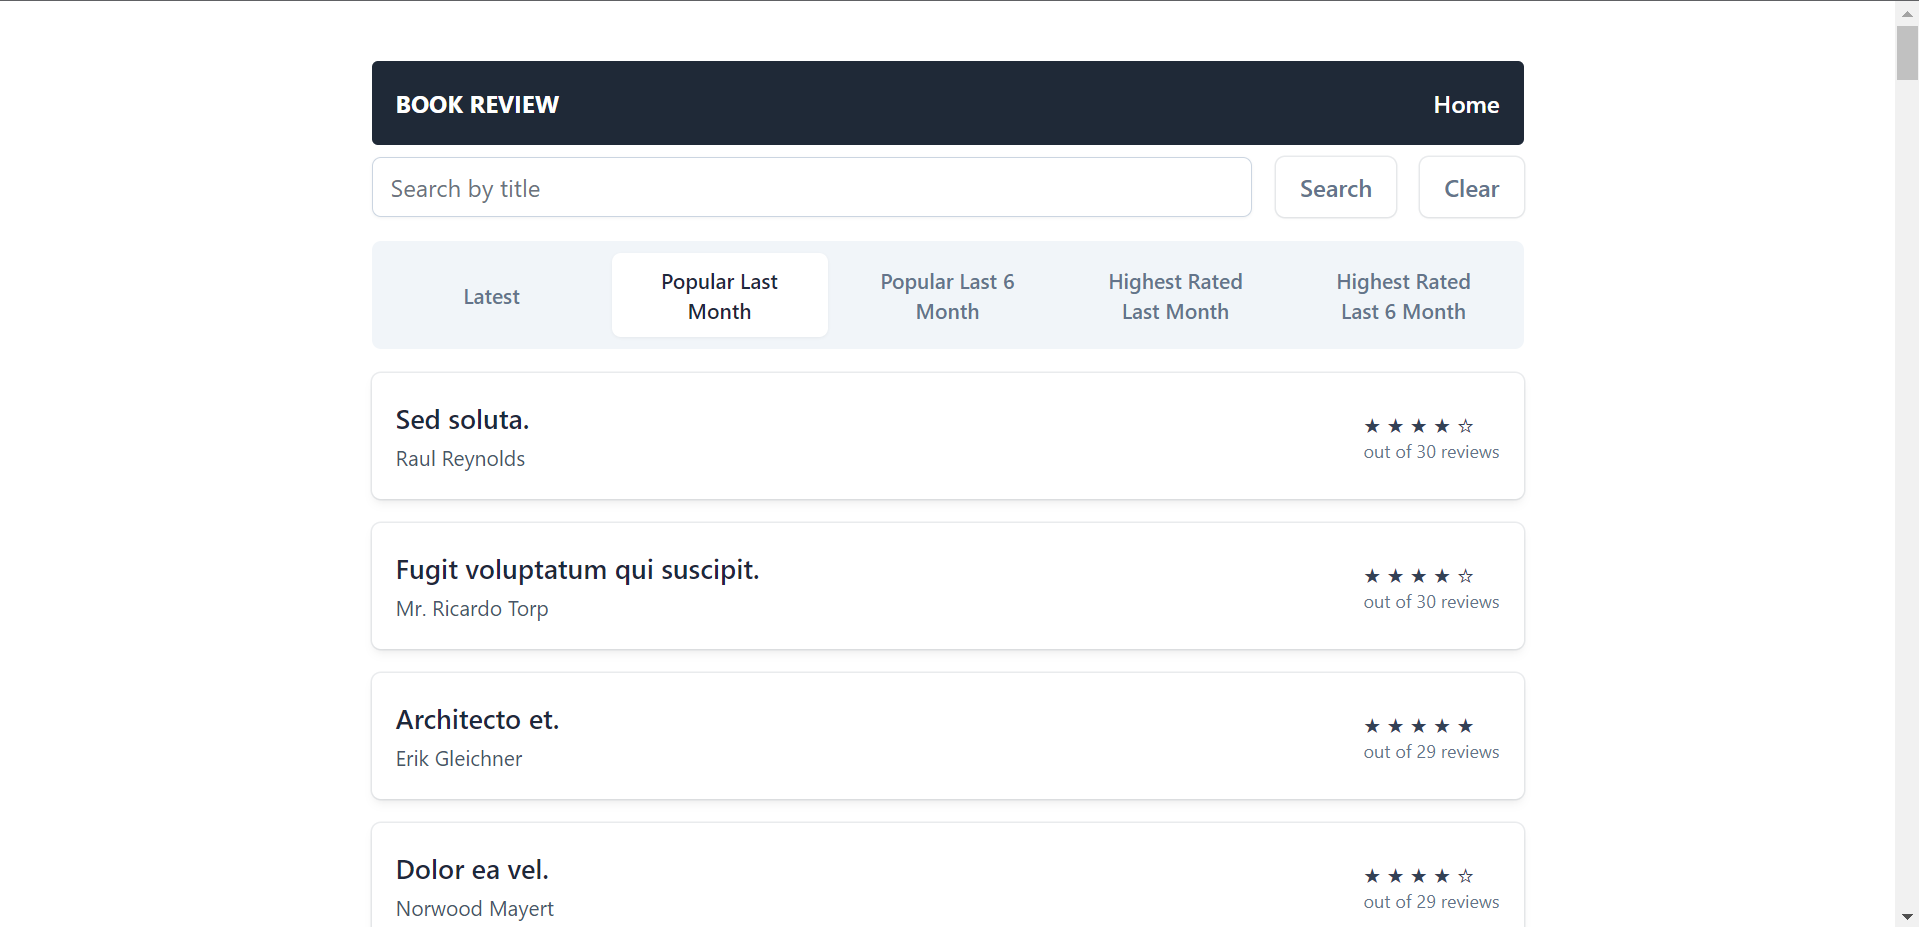 BOOK REVIEW
Home
Search by title
Search
Clear
Latest
Popular Last
Month
Popular Last 6
Month
Highest Rated
Last Month
Highest Rated
Last 6 Month
Sed soluta.
Raul Reynolds
★ ★ ★ ★ ☆
out of 30 reviews
Fugit voluptatum qui suscipit.
Mr. Ricardo Torp
★ ★ ★ ★ ☆
out of 30 reviews
Architecto et.
Erik Gleichner
★ ★ ★ ★ ★
out of 29 reviews
Dolor ea vel.
Norwood Mayert
★ ★ ★ ★ ☆
out of 29 reviews